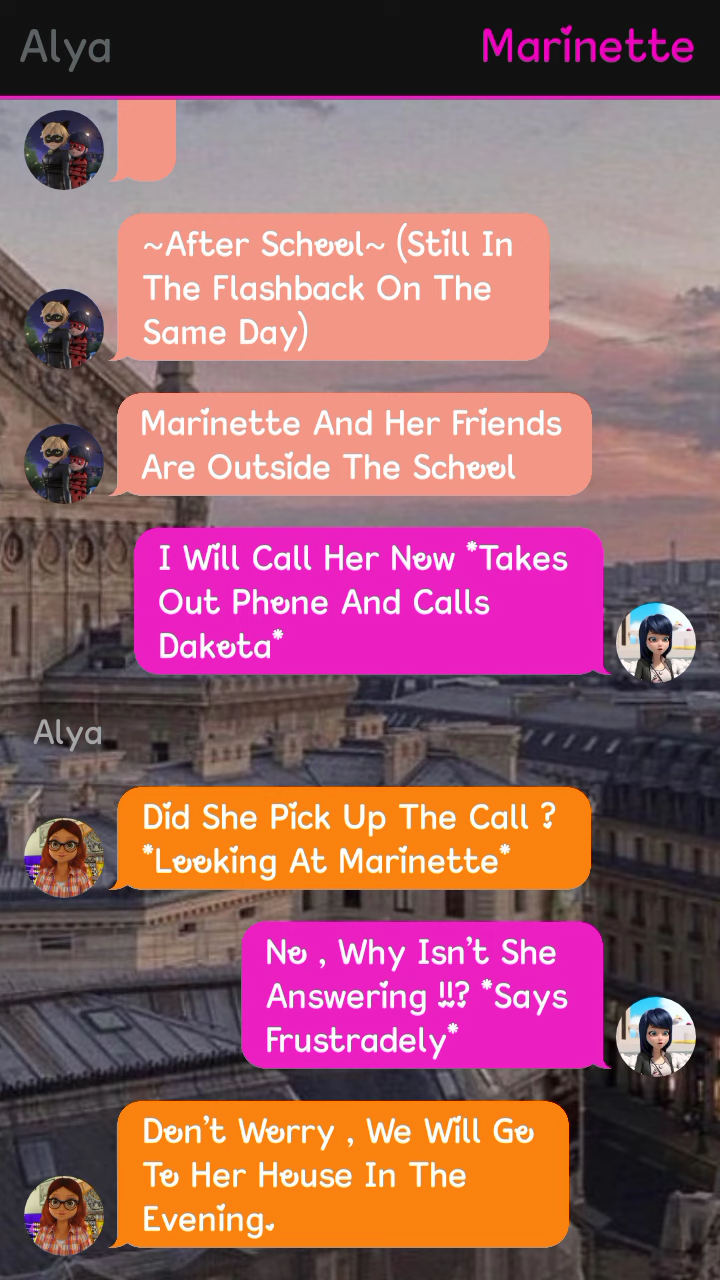 Alya
Marinette
~After School~ (Still In
The Flashback On The
Same Day)
Marinette And Her Friends
Are Outside The School
I Will Call Her Now *Takes
Out Phone And Calls
Dakota*
Alya
Did She Pick Up The Call ?
*Looking At Marinette*
No , Why Isn't She
Answering !!? *Says
Frustradely*
Don't Worry , We Will Go
To Her House In The
Evening.